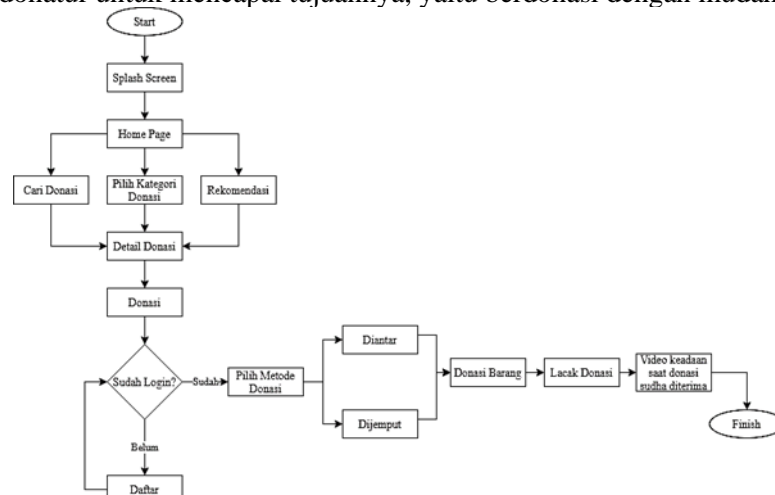 donatur untuk mencapai tujuannya, yaitu berdonasi dengan mudah
Start
Splash Screen
Home Page
Cari Donasi
Pilih Kategori
Donasi
Rekomendasi
Detail Donasi
Donasi
Sudah Login?
Sudah
Pilih Metode
Donasi
Diantar
Dijemput
Donasi Barang
Lacak Donasi
Video keadaan
saat donasi
sudha diterima
Finish
Belum
Daftar